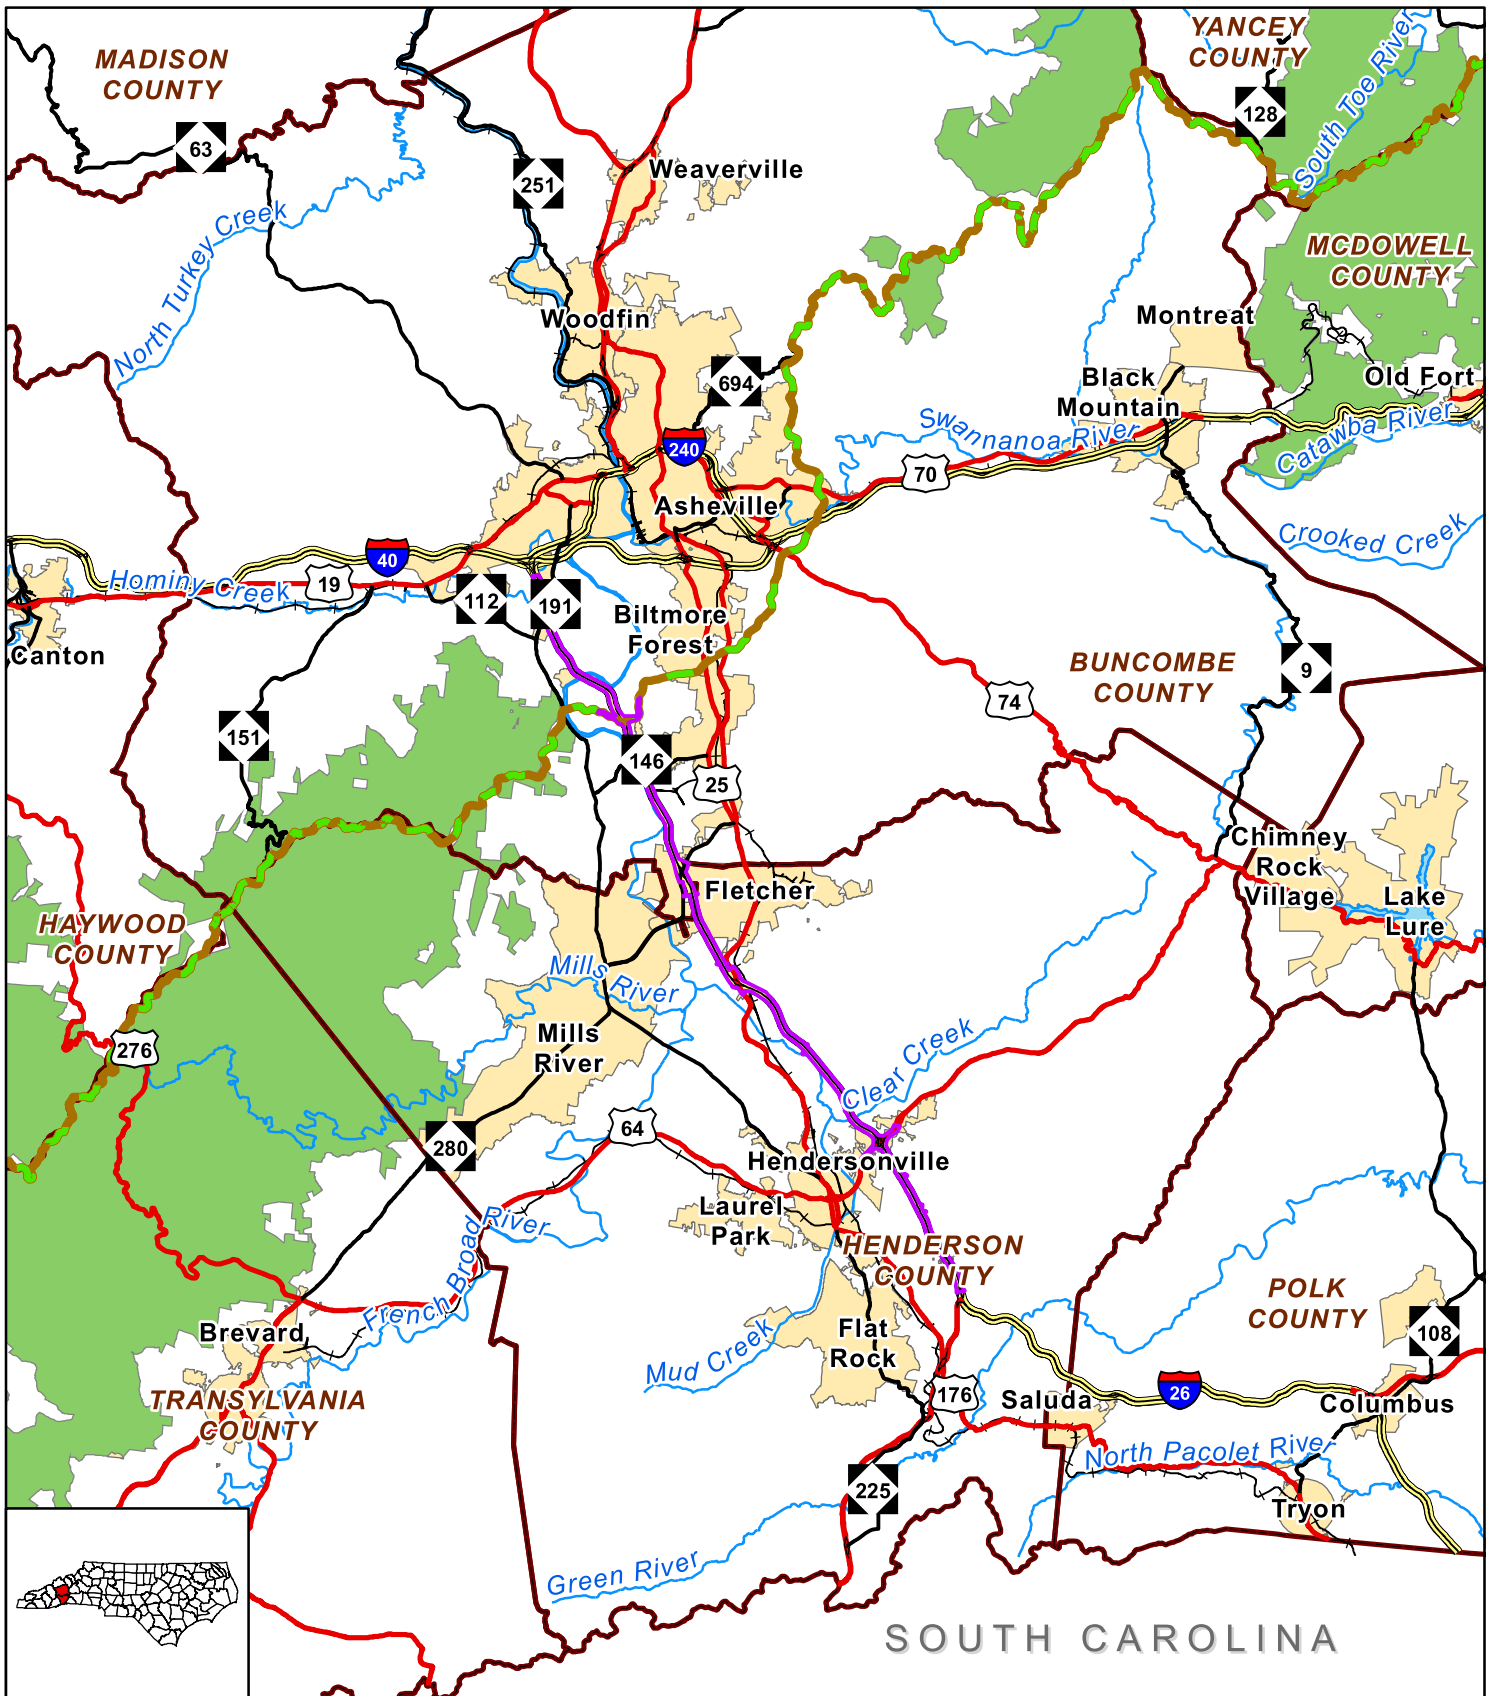 YANCEY
COUNTY
MADISON
COUNTY
South Toe River
128
63
Weaverville
251
North Turkey Creek
MCDOWELL
COUNTY
Montreat
Woodfin
694
Black
Mountain
Old Fort
Swannanoa River
Catawba River
240
70
Asheville
Crooked Creek
40
Hominy Creek
19
112
191
Biltmore
Forest
Canton
BUNCOMBE
COUNTY
9
74
151
146
25
Chimney
Rock
Village
Fletcher
Lake
Lure
HAYWOOD
COUNTY
Mills River
Mills
River
276
Clear Creek
64
280
Hendersonville
Laurel
Park
French Broad River
HENDERSON
COUNTY
POLK
COUNTY
Brevard
Flat
Rock
108
Mud Creek
TRANSYLVANIA
COUNTY
176
Saluda
26
Columbus
North Pacolet River
225
Tryon
Green River
SOUTH CAROLINA